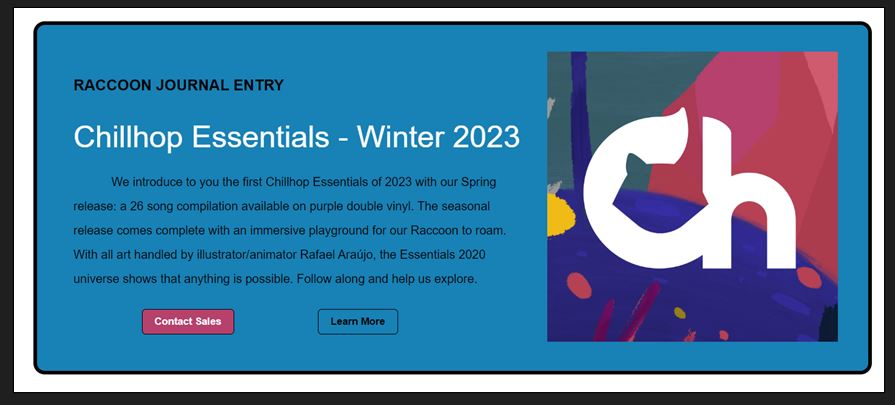 RACCOON JOURNAL ENTRY
Chillhop Essentials - Winter 2023
We introduce to you the first Chillhop Essentials of 2023 with our Spring
release: a 26 song compilation available on purple double vinyl. The seasonal
release comes complete with an immersive playground for our Raccoon to roam.
With all art handled by illustrator/animator Rafael Araújo, the Essentials 2020
universe shows that anything is possible. Follow along and help us explore.
Contact Sales
Learn More
Ch